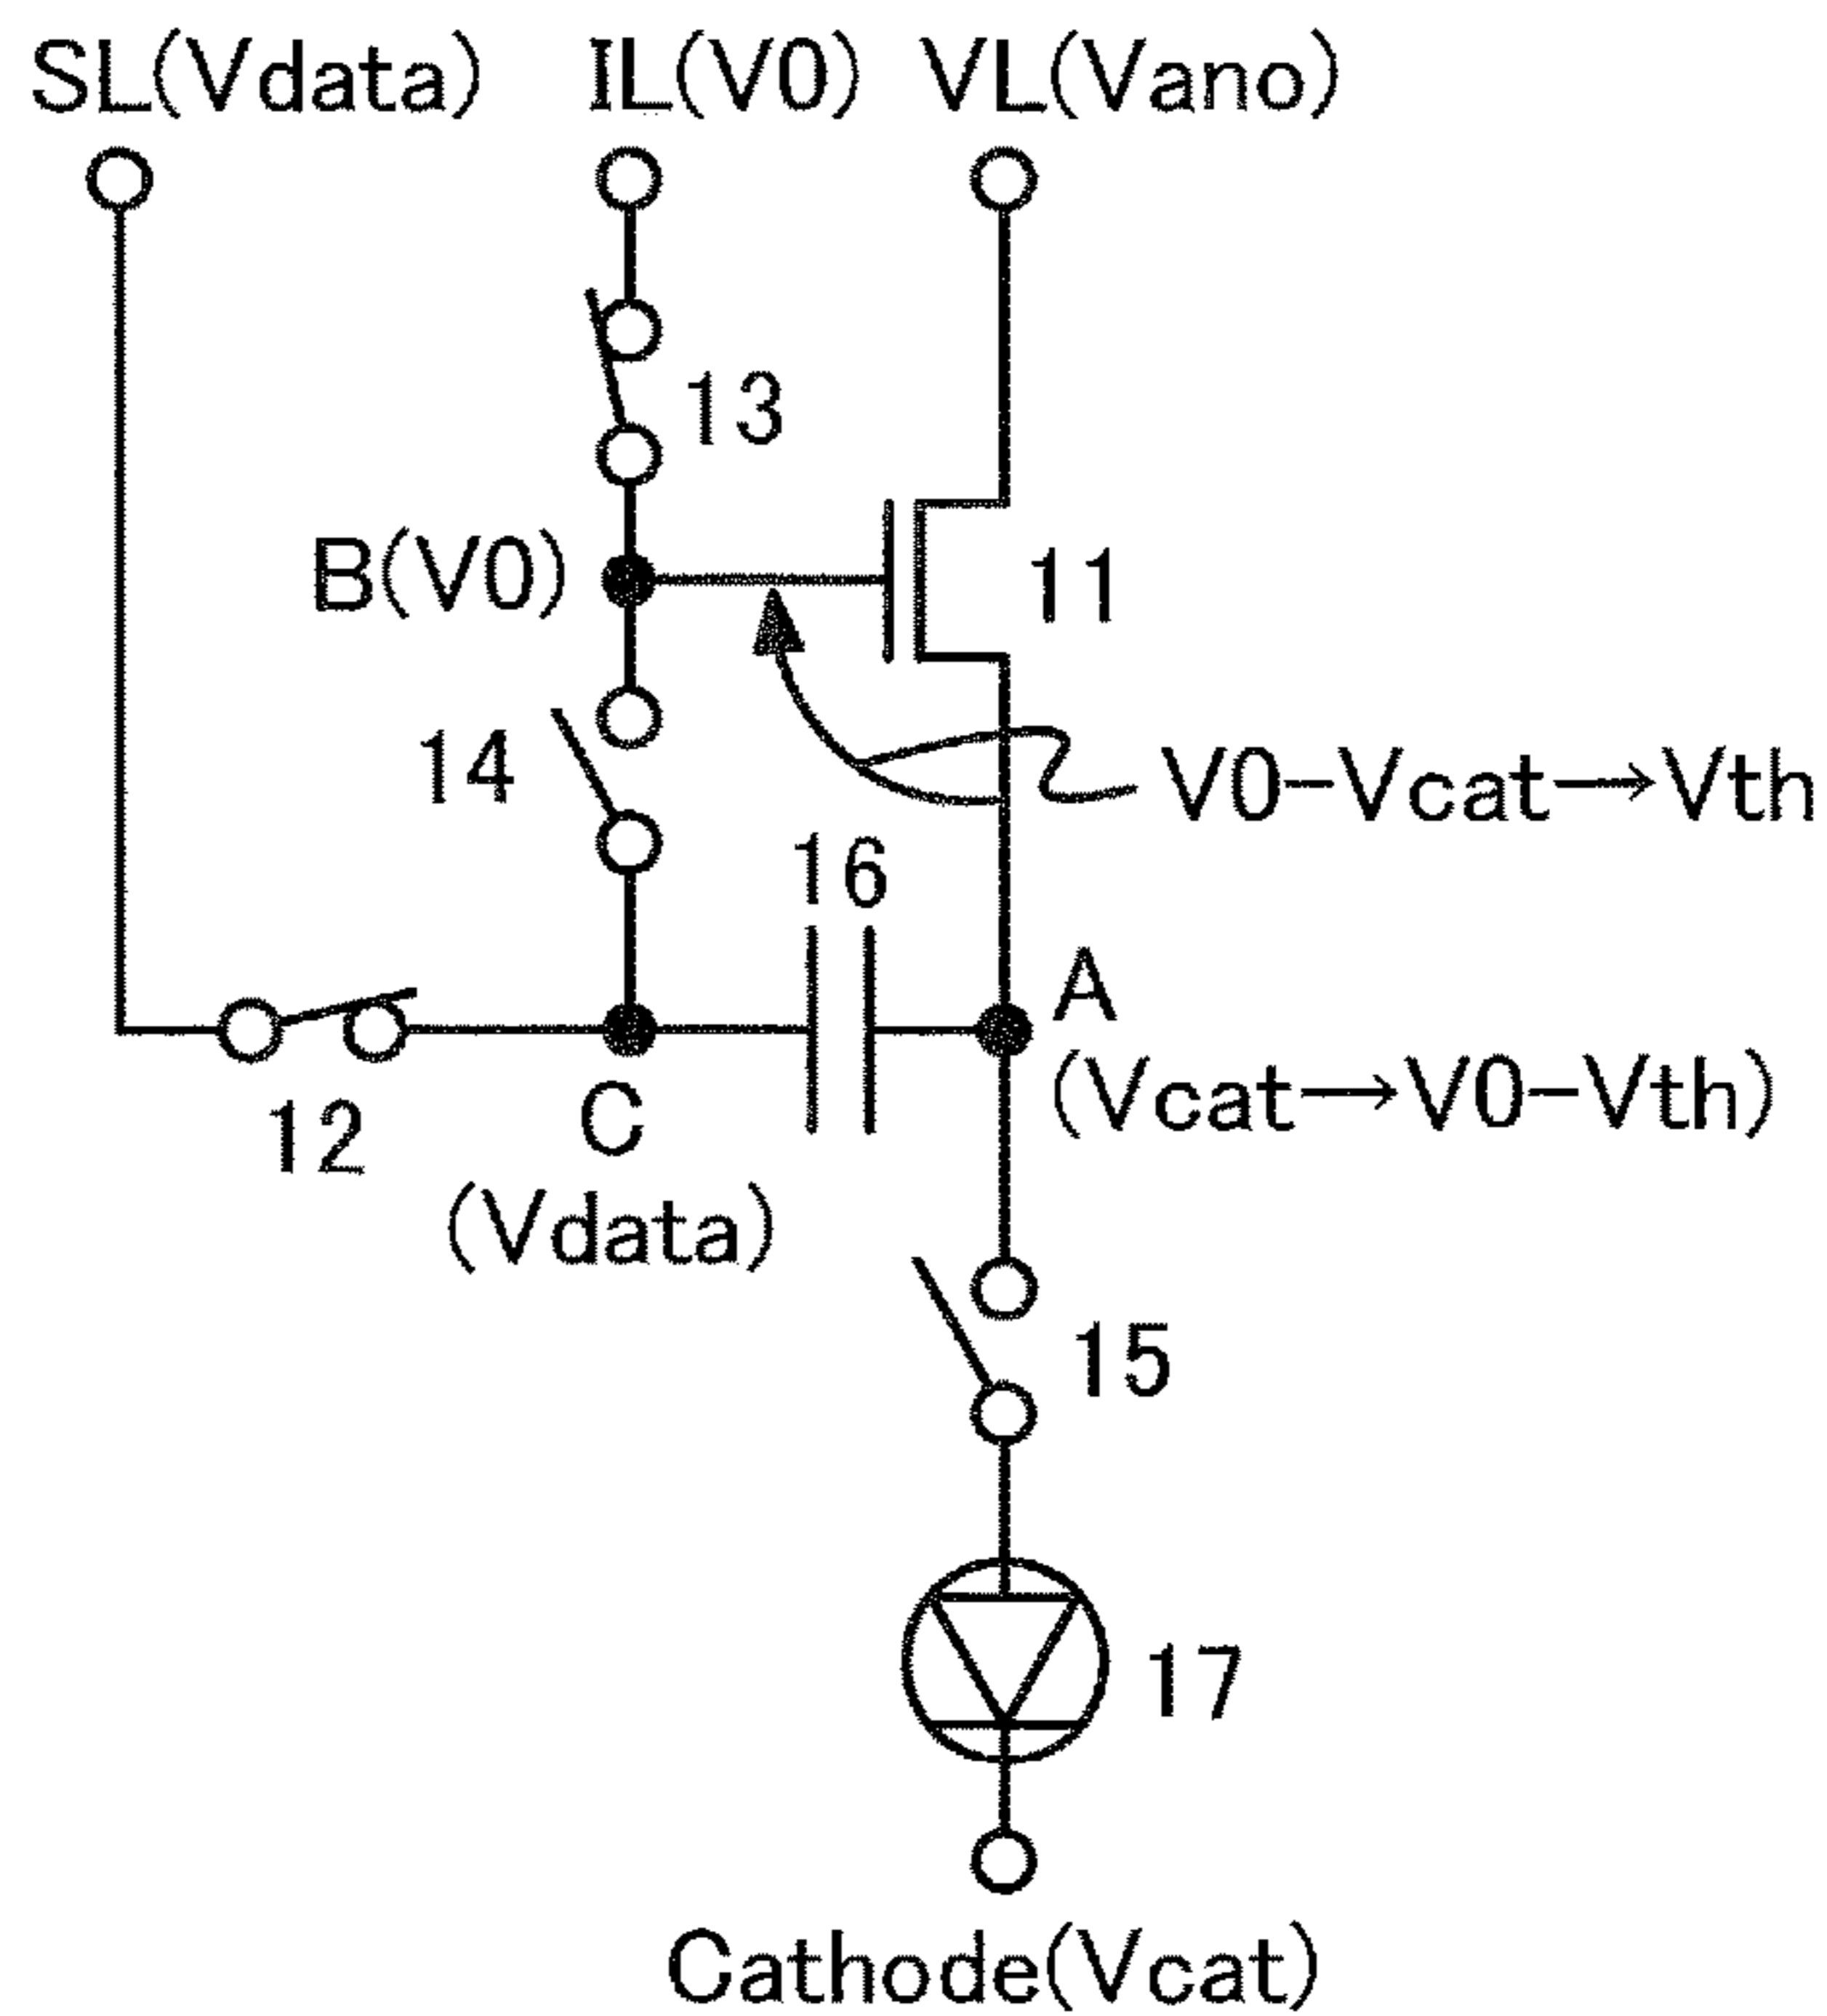 SL(Vdata) IL(V0) VL(Vano)
13
B(V0)
11
14
V0-Vcat→Vth
16
A
(Vcat→V0-Vth)
12
C
(Vdata)
15
17
Cathode(Vcat)